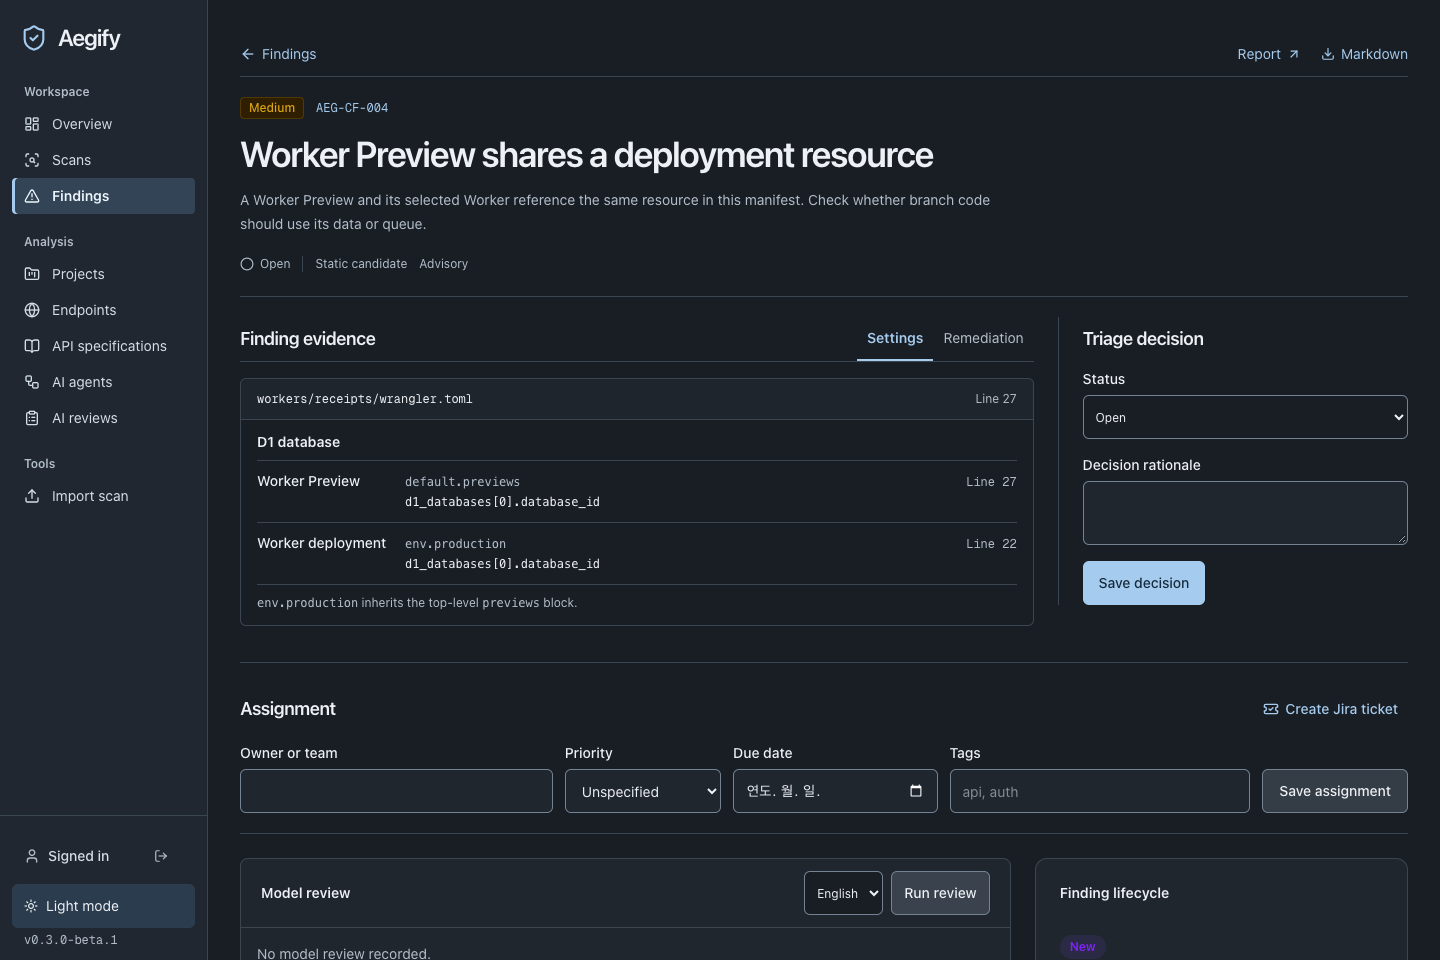 Aegify
Workspace
Overview
Scans
Findings
Analysis
Projects
Endpoints
API specifications
AI agents
AI reviews
Tools
Import scan
Signed in
Light mode
v0.3.0-beta.1
Findings
Report
Markdown
Medium AEG-CF-004
Worker Preview shares a deployment resource
A Worker Preview and its selected Worker reference the same resource in this manifest. Check whether branch code
should use its data or queue.
Open Static candidate Advisory
Finding evidence
Settings Remediation
workers/receipts/wrangler.toml Line 27
D1 database
Worker Preview default.previews Line 27
d1_databases[0].database_id
Worker deployment env.production Line 22
d1_databases[0].database_id
env.production inherits the top-level previews block.
Triage decision
Status
Open
Decision rationale
Save decision
Assignment
Create Jira ticket
Owner or team Priority Due date Tags
Unspecified 연도. 월. 일. api, auth Save assignment
Model review English Run review
No model review recorded.
Finding lifecycle
New